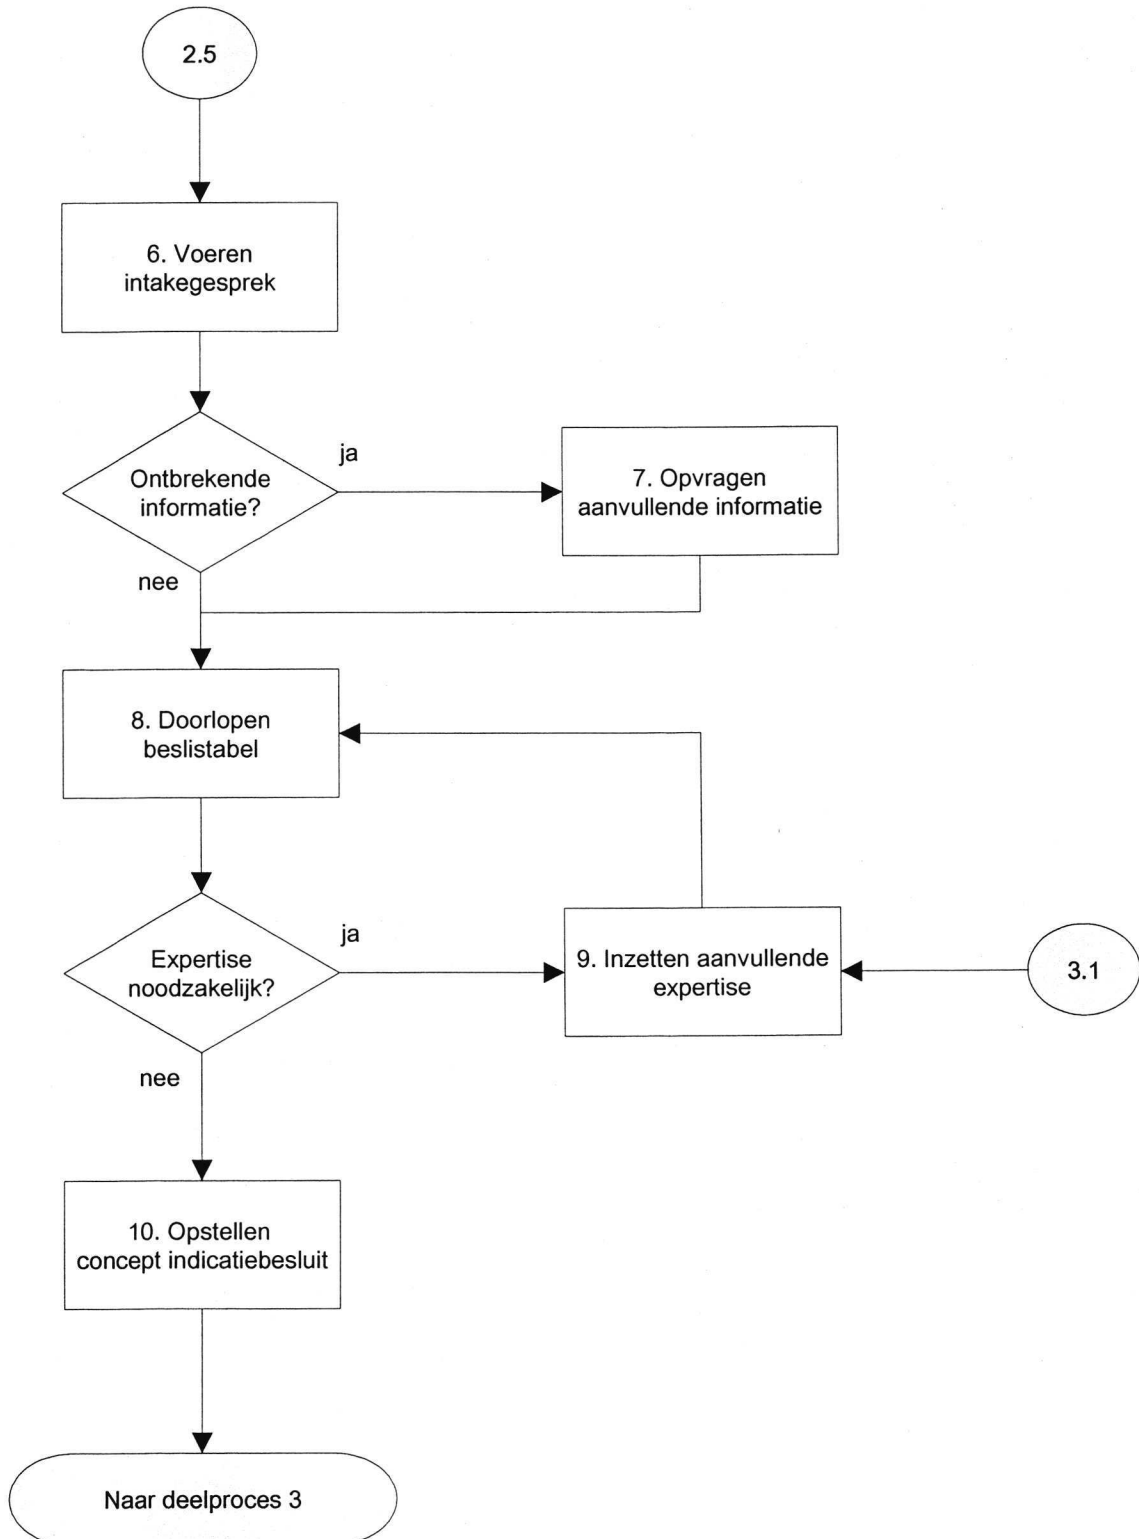 2.5
6. Voeren
intakegesprek
Ontbrekende
informatie?
ja
7. Opvragen
aanvullende informatie
nee
8. Doorlopen
beslistabel
Expertise
noodzakelijk?
ja
9. Inzetten aanvullende
expertise
3.1
nee
10. Opstellen
concept indicatiebesluit
Naar deelproces 3